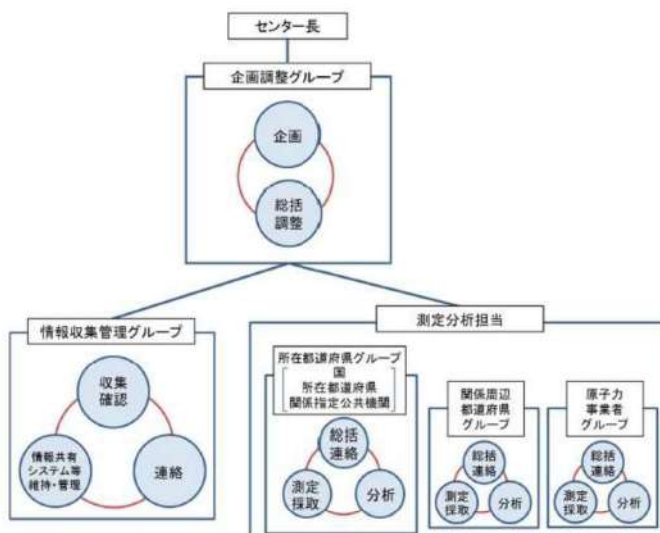 センター長
企画調整グループ
企画
総括
調整
情報収集管理グループ
収集
確認
情報共有
システム等
維持・管理
連絡
測定分析担当
所在都道府県グループ
国
所在都道府県
関係指定公共機関
総括
連絡
測定
採取
分析
関係周辺
都道府県
グループ
総括
連絡
測定
採取
分析
原子力
事業者
グループ
総括
連絡
測定
採取
分析